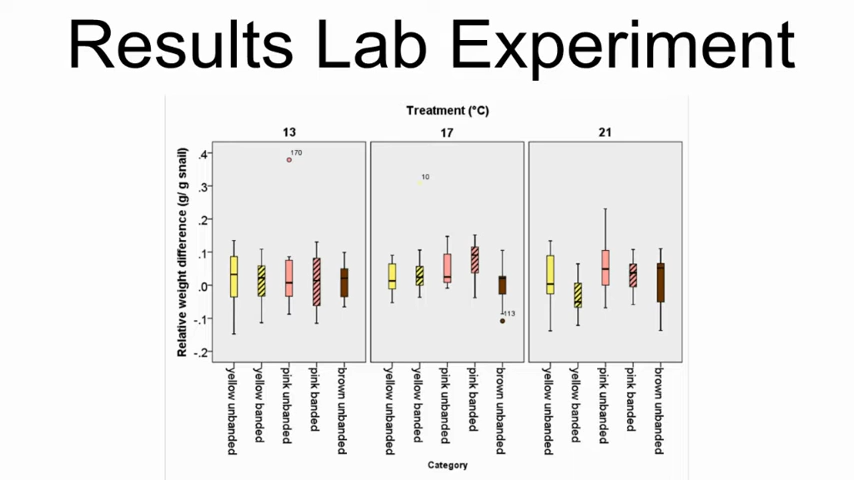 Results Lab Experiment
Treatment (°C)
13 17 21
Relative weight difference (g/ g snail)
.4
.3
.2
.1
.0
-.1
-.2
170
10
113
yellow unbanded
yellow banded
pink unbanded
pink banded
brown unbanded
yellow unbanded
yellow banded
pink unbanded
pink banded
brown unbanded
yellow unbanded
yellow banded
pink unbanded
pink banded
brown unbanded
Category